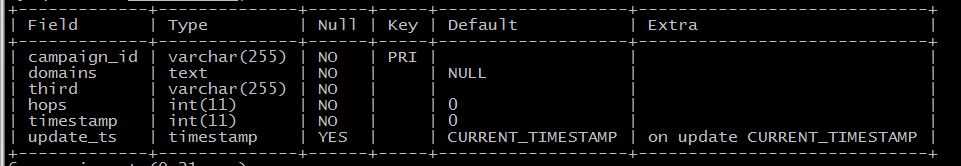 Field | Type | Null | Key | Default | Extra
campaign_id | varchar(255) | NO | PRI | |
domains | text | NO | | NULL |
third | varchar(255) | NO | | |
hops | int(11) | NO | | 0 |
timestamp | int(11) | NO | | 0 |
update_ts | timestamp | YES | | CURRENT_TIMESTAMP | on update CURRENT_TIMESTAMP